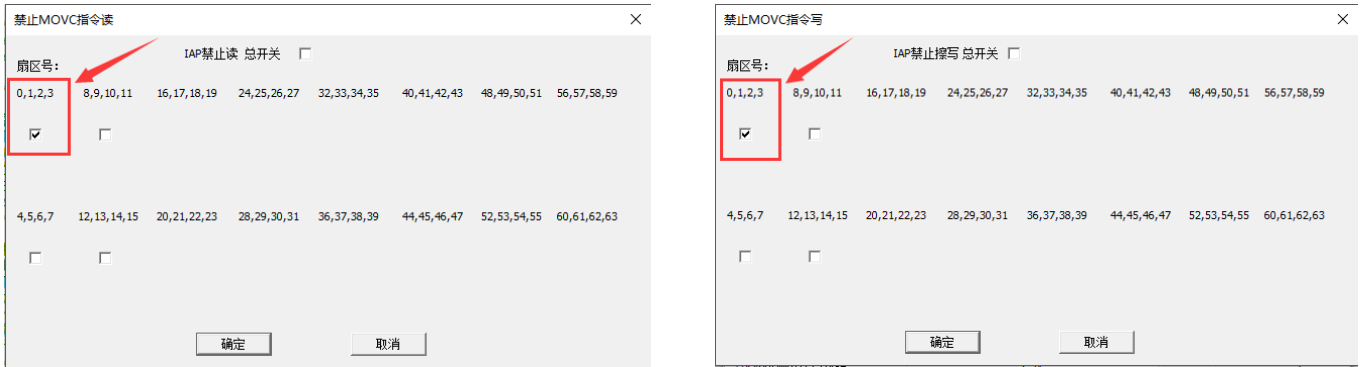 禁止MOVC指令读
IAP禁止读 总开关
扇区号:
0,1,2,3 8,9,10,11 16,17,18,19 24,25,26,27 32,33,34,35 40,41,42,43 48,49,50,51 56,57,58,59
4,5,6,7 12,13,14,15 20,21,22,23 28,29,30,31 36,37,38,39 44,45,46,47 52,53,54,55 60,61,62,63
确定 取消
禁止MOVC指令写
IAP禁止擦写 总开关
扇区号:
0,1,2,3 8,9,10,11 16,17,18,19 24,25,26,27 32,33,34,35 40,41,42,43 48,49,50,51 56,57,58,59
4,5,6,7 12,13,14,15 20,21,22,23 28,29,30,31 36,37,38,39 44,45,46,47 52,53,54,55 60,61,62,63
确定 取消